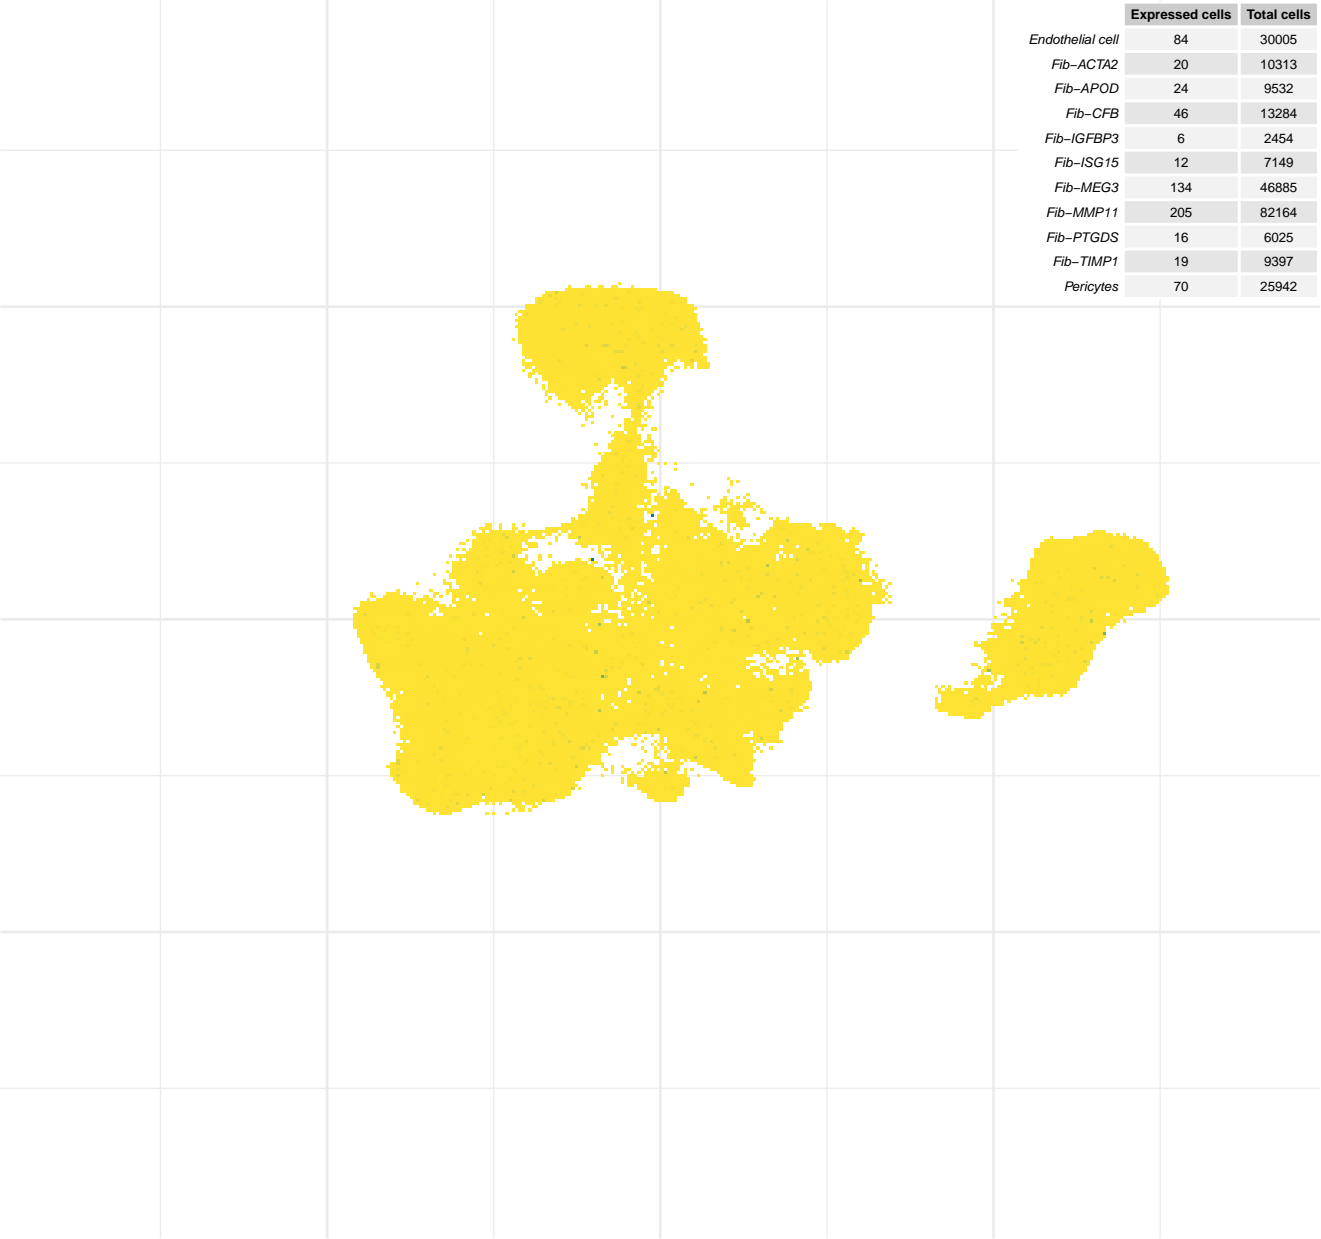 Expressed cells Total cells
Endothelial cell 84 30005
Fib−ACTA2 20 10313
Fib−APOD 24 9532
Fib−CFB 46 13284
Fib−IGFBP3 6 2454
Fib−ISG15 12 7149
Fib−MEG3 134 46885
Fib−MMP11 205 82164
Fib−PTGDS 16 6025
Fib−TIMP1 19 9397
Pericytes 70 25942